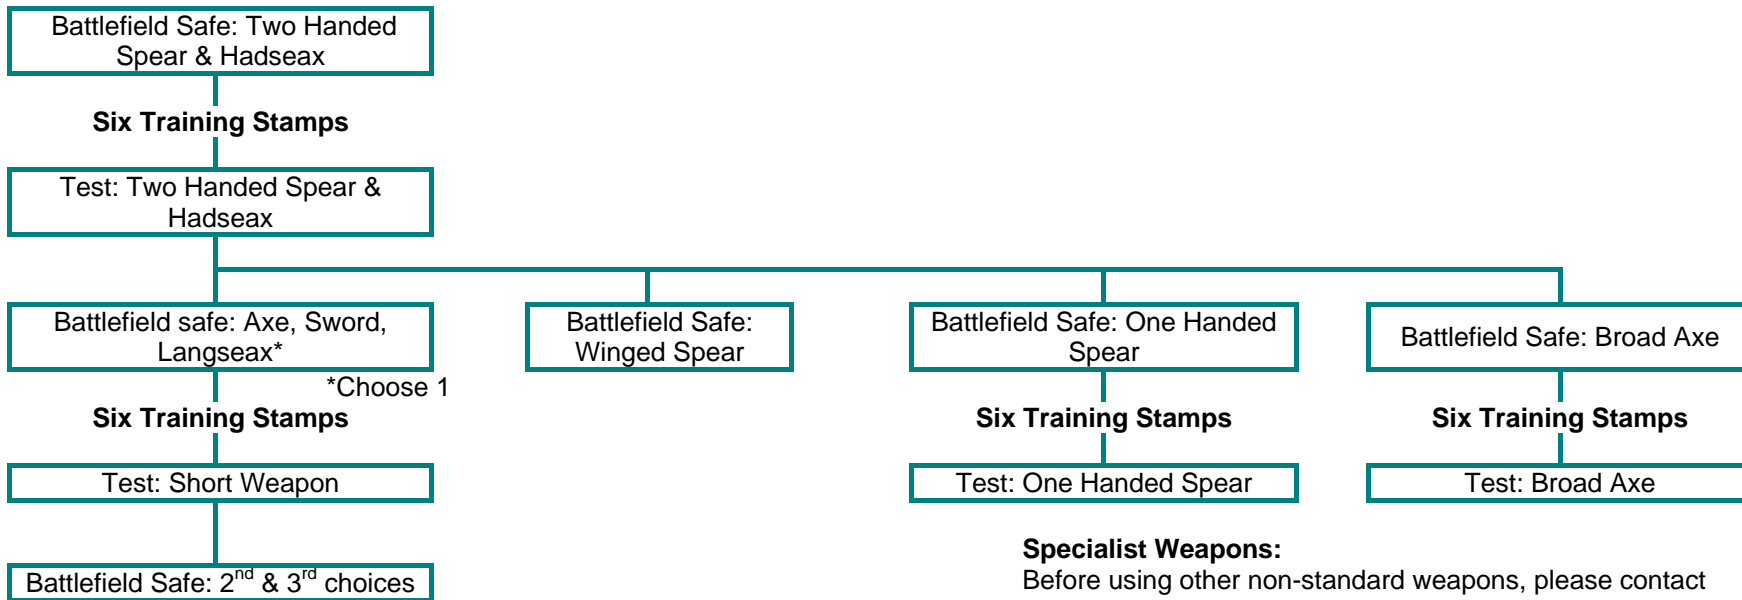 Battlefield Safe: Two Handed
Spear & Hadseax
Six Training Stamps
Test: Two Handed Spear &
Hadseax
Battlefield safe: Axe, Sword,
Langseax*
*Choose 1
Six Training Stamps
Test: Short Weapon
Battlefield Safe: 2nd & 3rd choices
Battlefield Safe:
Winged Spear
Battlefield Safe: One Handed
Spear
Six Training Stamps
Test: One Handed Spear
Battlefield Safe: Broad Axe
Six Training Stamps
Test: Broad Axe
Specialist Weapons:
Before using other non-standard weapons, please contact